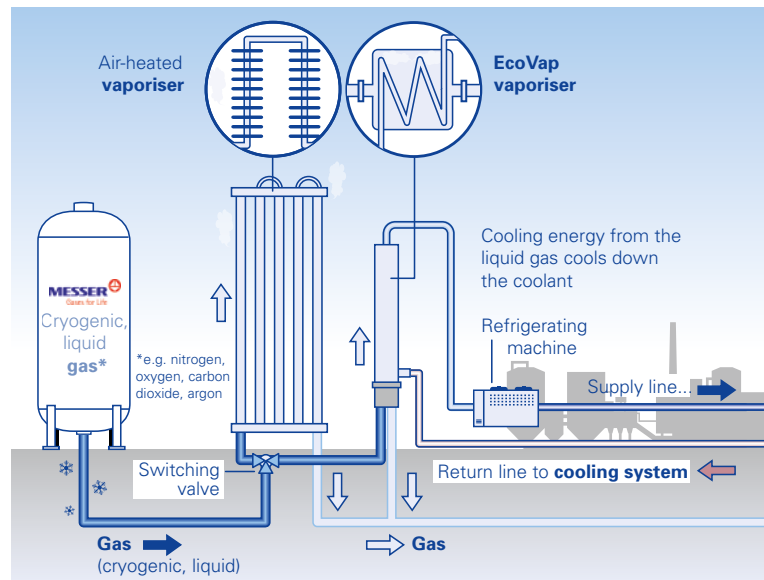 Air-heated
vaporiser
EcoVap
vaporiser
Cooling energy from the
liquid gas cools down
the coolant
MESSER
Gases for Life
Cryogenic,
liquid
gas*
*e.g. nitrogen,
oxygen, carbon
dioxide, argon
Refrigerating
machine
Supply line...
Switching
valve
Return line to cooling system
Gas
(cryogenic, liquid)
Gas